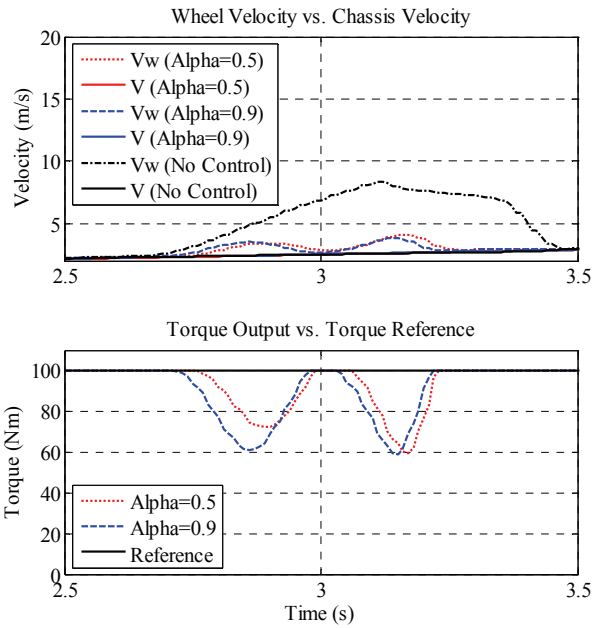 Wheel Velocity vs. Chassis Velocity
20
15
10
5
Velocity (m/s)
Vw (Alpha=0.5)
V (Alpha=0.5)
Vw (Alpha=0.9)
V (Alpha=0.9)
Vw (No Control)
V (No Control)
2.5 3 3.5
Torque Output vs. Torque Reference
100
80
60
40
20
0
Torque (Nm)
Alpha=0.5
Alpha=0.9
Reference
2.5 3 3.5
Time (s)